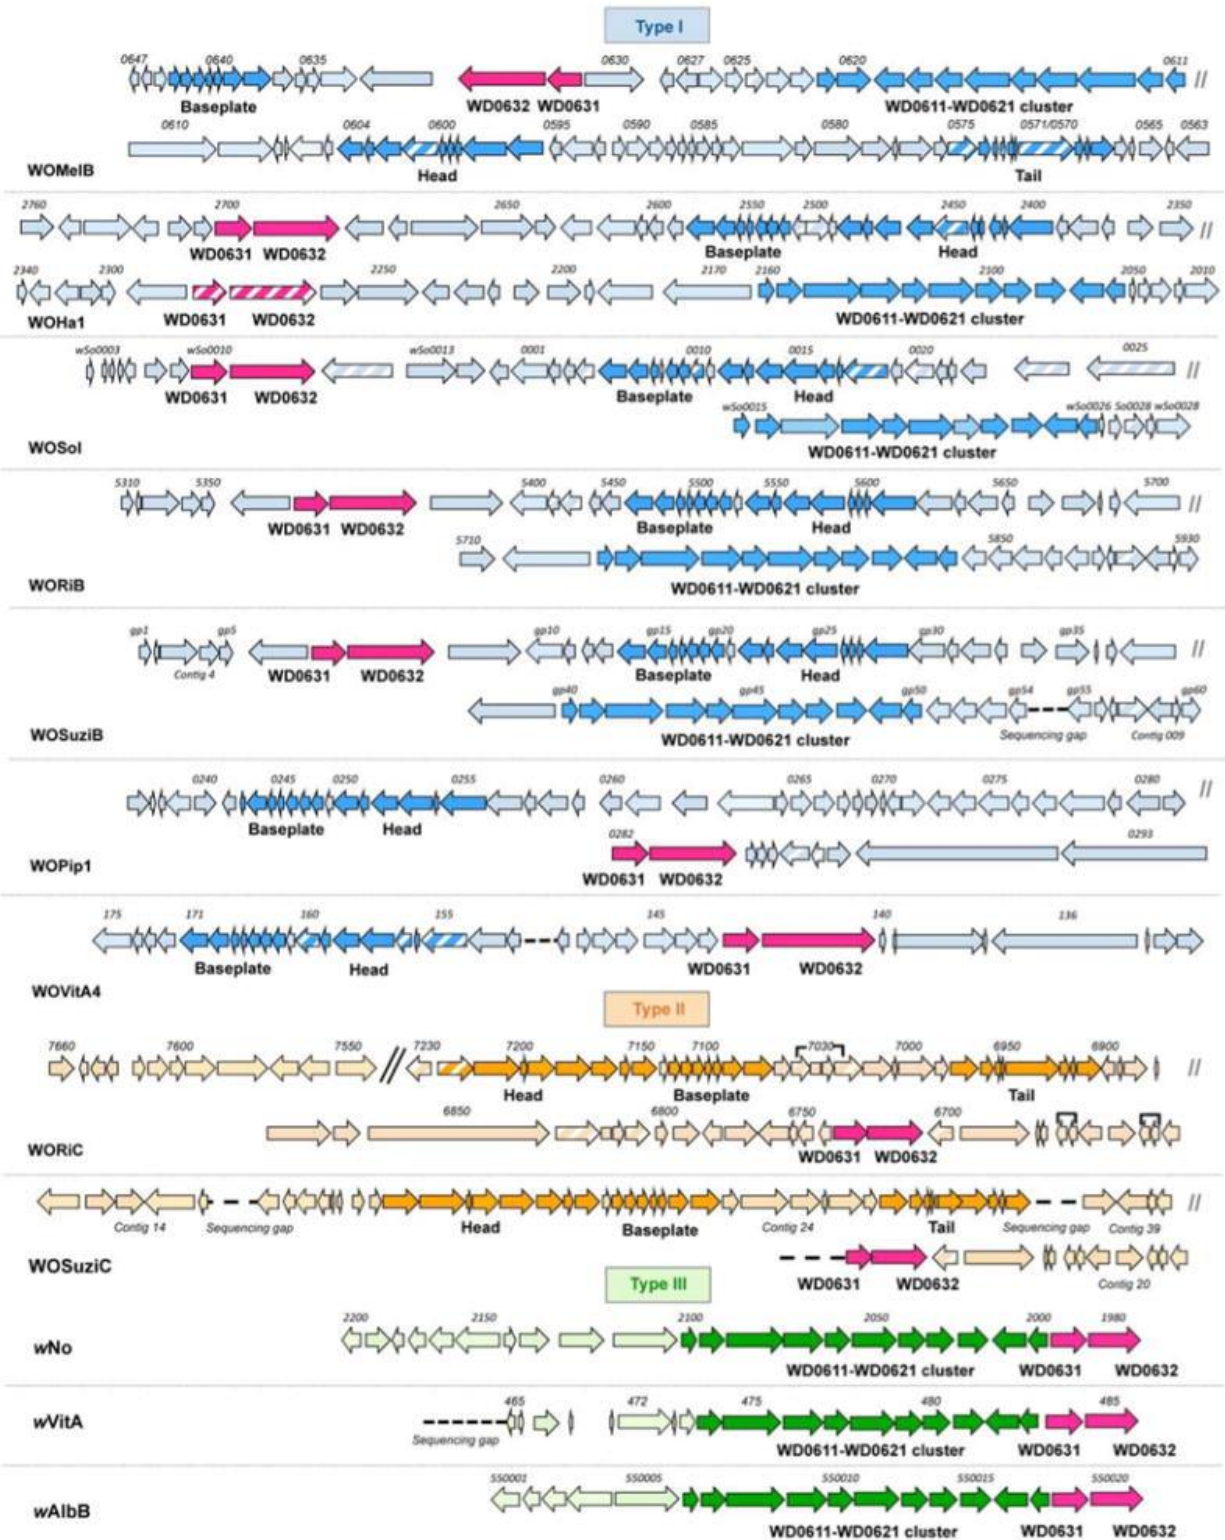 Type I
0647 0640 0635 0630 0627 0625 0620 0611
Baseplate WD0632 WD0631 WD0611-WD0621 cluster
0610 0604 0600 0595 0590 0585 0580 0575 0571/0570 0565 0563
WOMelB Head Tail
2760 2700 2650 2600 2550 2500 2450 2400 2350
WD0631 WD0632 Baseplate Head
2340 2300 2250 2200 2170 2160 2100 2050 2010
WOHa1 WD0631 WD0632 WD0611-WD0621 cluster
wSo0003 wSo0010 wSo0013 0001 0010 0015 0020 0025
WD0631 WD0632 Baseplate Head
wSo0015 wSo0026 So0028 wSo0028
WOSol WD0611-WD0621 cluster
5310 5350 5400 5450 5500 5550 5600 5650 5700
WD0631 WD0632 Baseplate Head
5710 5850 5930
WORiB WD0611-WD0621 cluster
gp1 gp5 gp10 gp15 gp20 gp25 gp30 gp35
Contig 4 WD0631 WD0632 Baseplate Head
gp40 gp45 gp50 gp54 gp55 gp60
WOSuziB WD0611-WD0621 cluster Sequencing gap Contig 009
0240 0245 0250 0255 0260 0265 0270 0275 0280
Baseplate Head
0282 0293
WOPip1 WD0631 WD0632
175 171 160 155 145 140 136
Baseplate Head WD0631 WD0632
WOVitA4
Type II
7660 7600 7550 7230 7200 7150 7100 7030 7000 6950 6900
Head Baseplate Tail
6850 6800 6750 6700
WORiC WD0631 WD0632
Contig 14 Sequencing gap Head Baseplate Contig 24 Tail Sequencing gap Contig 39
WOSuziC WD0631 WD0632 Contig 20
Type III
2200 2150 2100 2050 2000 1980
wNo WD0611-WD0621 cluster WD0631 WD0632
465 472 475 480 485
wVitA Sequencing gap WD0611-WD0621 cluster WD0631 WD0632
550001 550005 550010 550015 550020
wAlbB WD0611-WD0621 cluster WD0631 WD0632